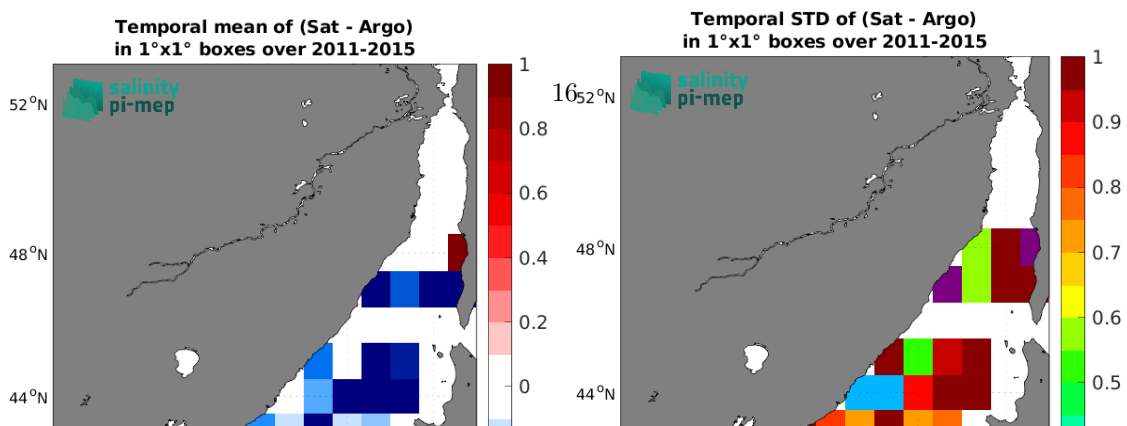 Temporal mean of (Sat - Argo)
in 1°x1° boxes over 2011-2015
salinity
pi-mep
52°N
48°N
44°N
1
0.8
0.6
0.4
0.2
0
16
Temporal STD of (Sat - Argo)
in 1°x1° boxes over 2011-2015
salinity
pi-mep
52°N
48°N
44°N
1
0.9
0.8
0.7
0.6
0.5